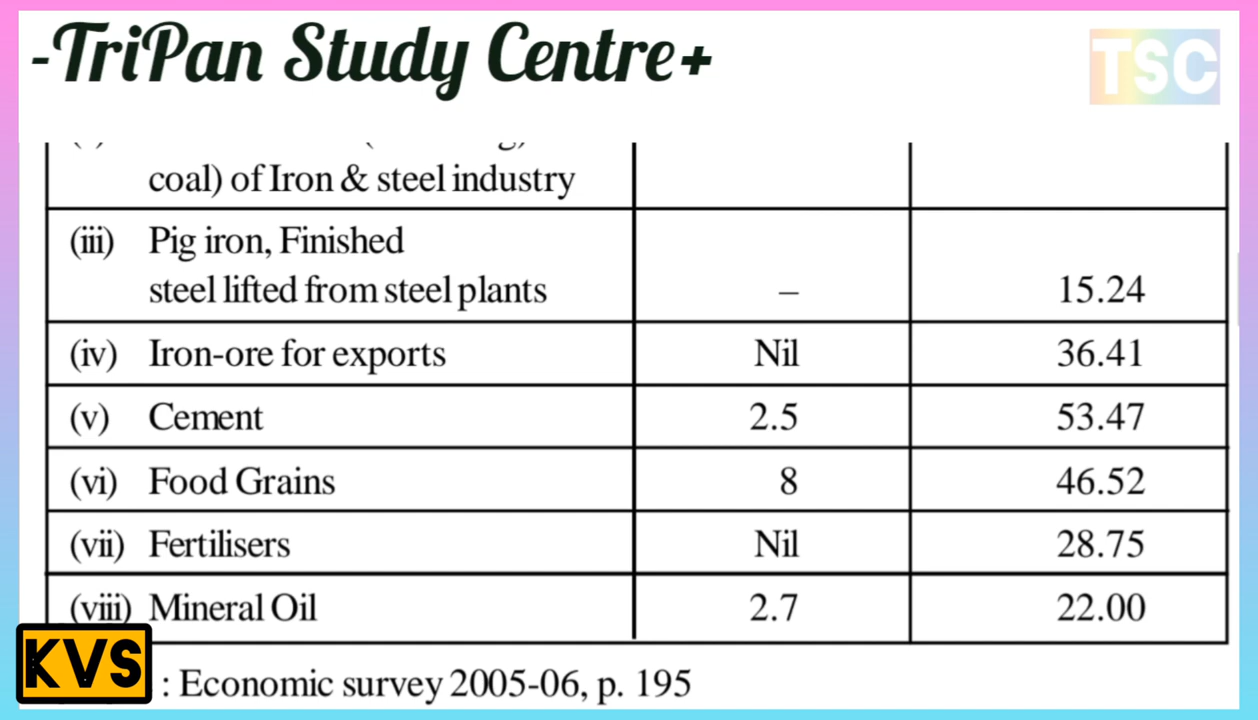 -TriPan Study Centre+
TSC
coal) of Iron & steel industry
(iii) Pig iron, Finished
steel lifted from steel plants – 15.24
(iv) Iron-ore for exports Nil 36.41
(v) Cement 2.5 53.47
(vi) Food Grains 8 46.52
(vii) Fertilisers Nil 28.75
(viii) Mineral Oil 2.7 22.00
KVS
: Economic survey 2005-06, p. 195